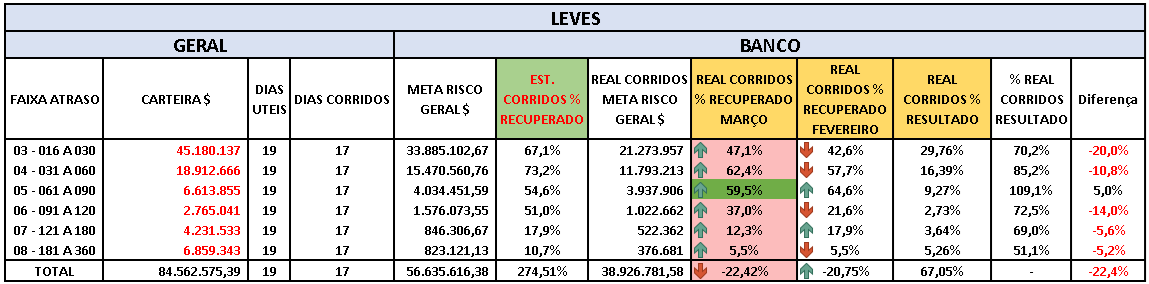 LEVES
GERAL BANCO
FAIXA ATRASO CARTEIRA $ DIAS UTEIS DIAS CORRIDOS META RISCO GERAL $ EST. CORRIDOS % RECUPERADO REAL CORRIDOS META RISCO GERAL $ REAL CORRIDOS % RECUPERADO MARÇO REAL CORRIDOS % RECUPERADO FEVEREIRO REAL CORRIDOS % RESULTADO % REAL CORRIDOS RESULTADO Diferença
03 - 016 A 030 45.180.137 19 17 33.885.102,67 67,1% 21.273.957 47,1% 42,6% 29,76% 70,2% -20,0%
04 - 031 A 060 18.912.666 19 17 15.470.560,76 73,2% 11.793.213 62,4% 57,7% 16,39% 85,2% -10,8%
05 - 061 A 090 6.613.855 19 17 4.034.451,59 54,6% 3.937.906 59,5% 64,6% 9,27% 109,1% 5,0%
06 - 091 A 120 2.765.041 19 17 1.576.073,55 51,0% 1.022.662 37,0% 21,6% 2,73% 72,5% -14,0%
07 - 121 A 180 4.231.533 19 17 846.306,67 17,9% 522.362 12,3% 17,9% 3,64% 69,0% -5,6%
08 - 181 A 360 6.859.343 19 17 823.121,13 10,7% 376.681 5,5% 5,5% 5,26% 51,1% -5,2%
TOTAL 84.562.575,39 19 17 56.635.616,38 274,51% 38.926.781,58 -22,42% -20,75% 67,05% - -22,4%